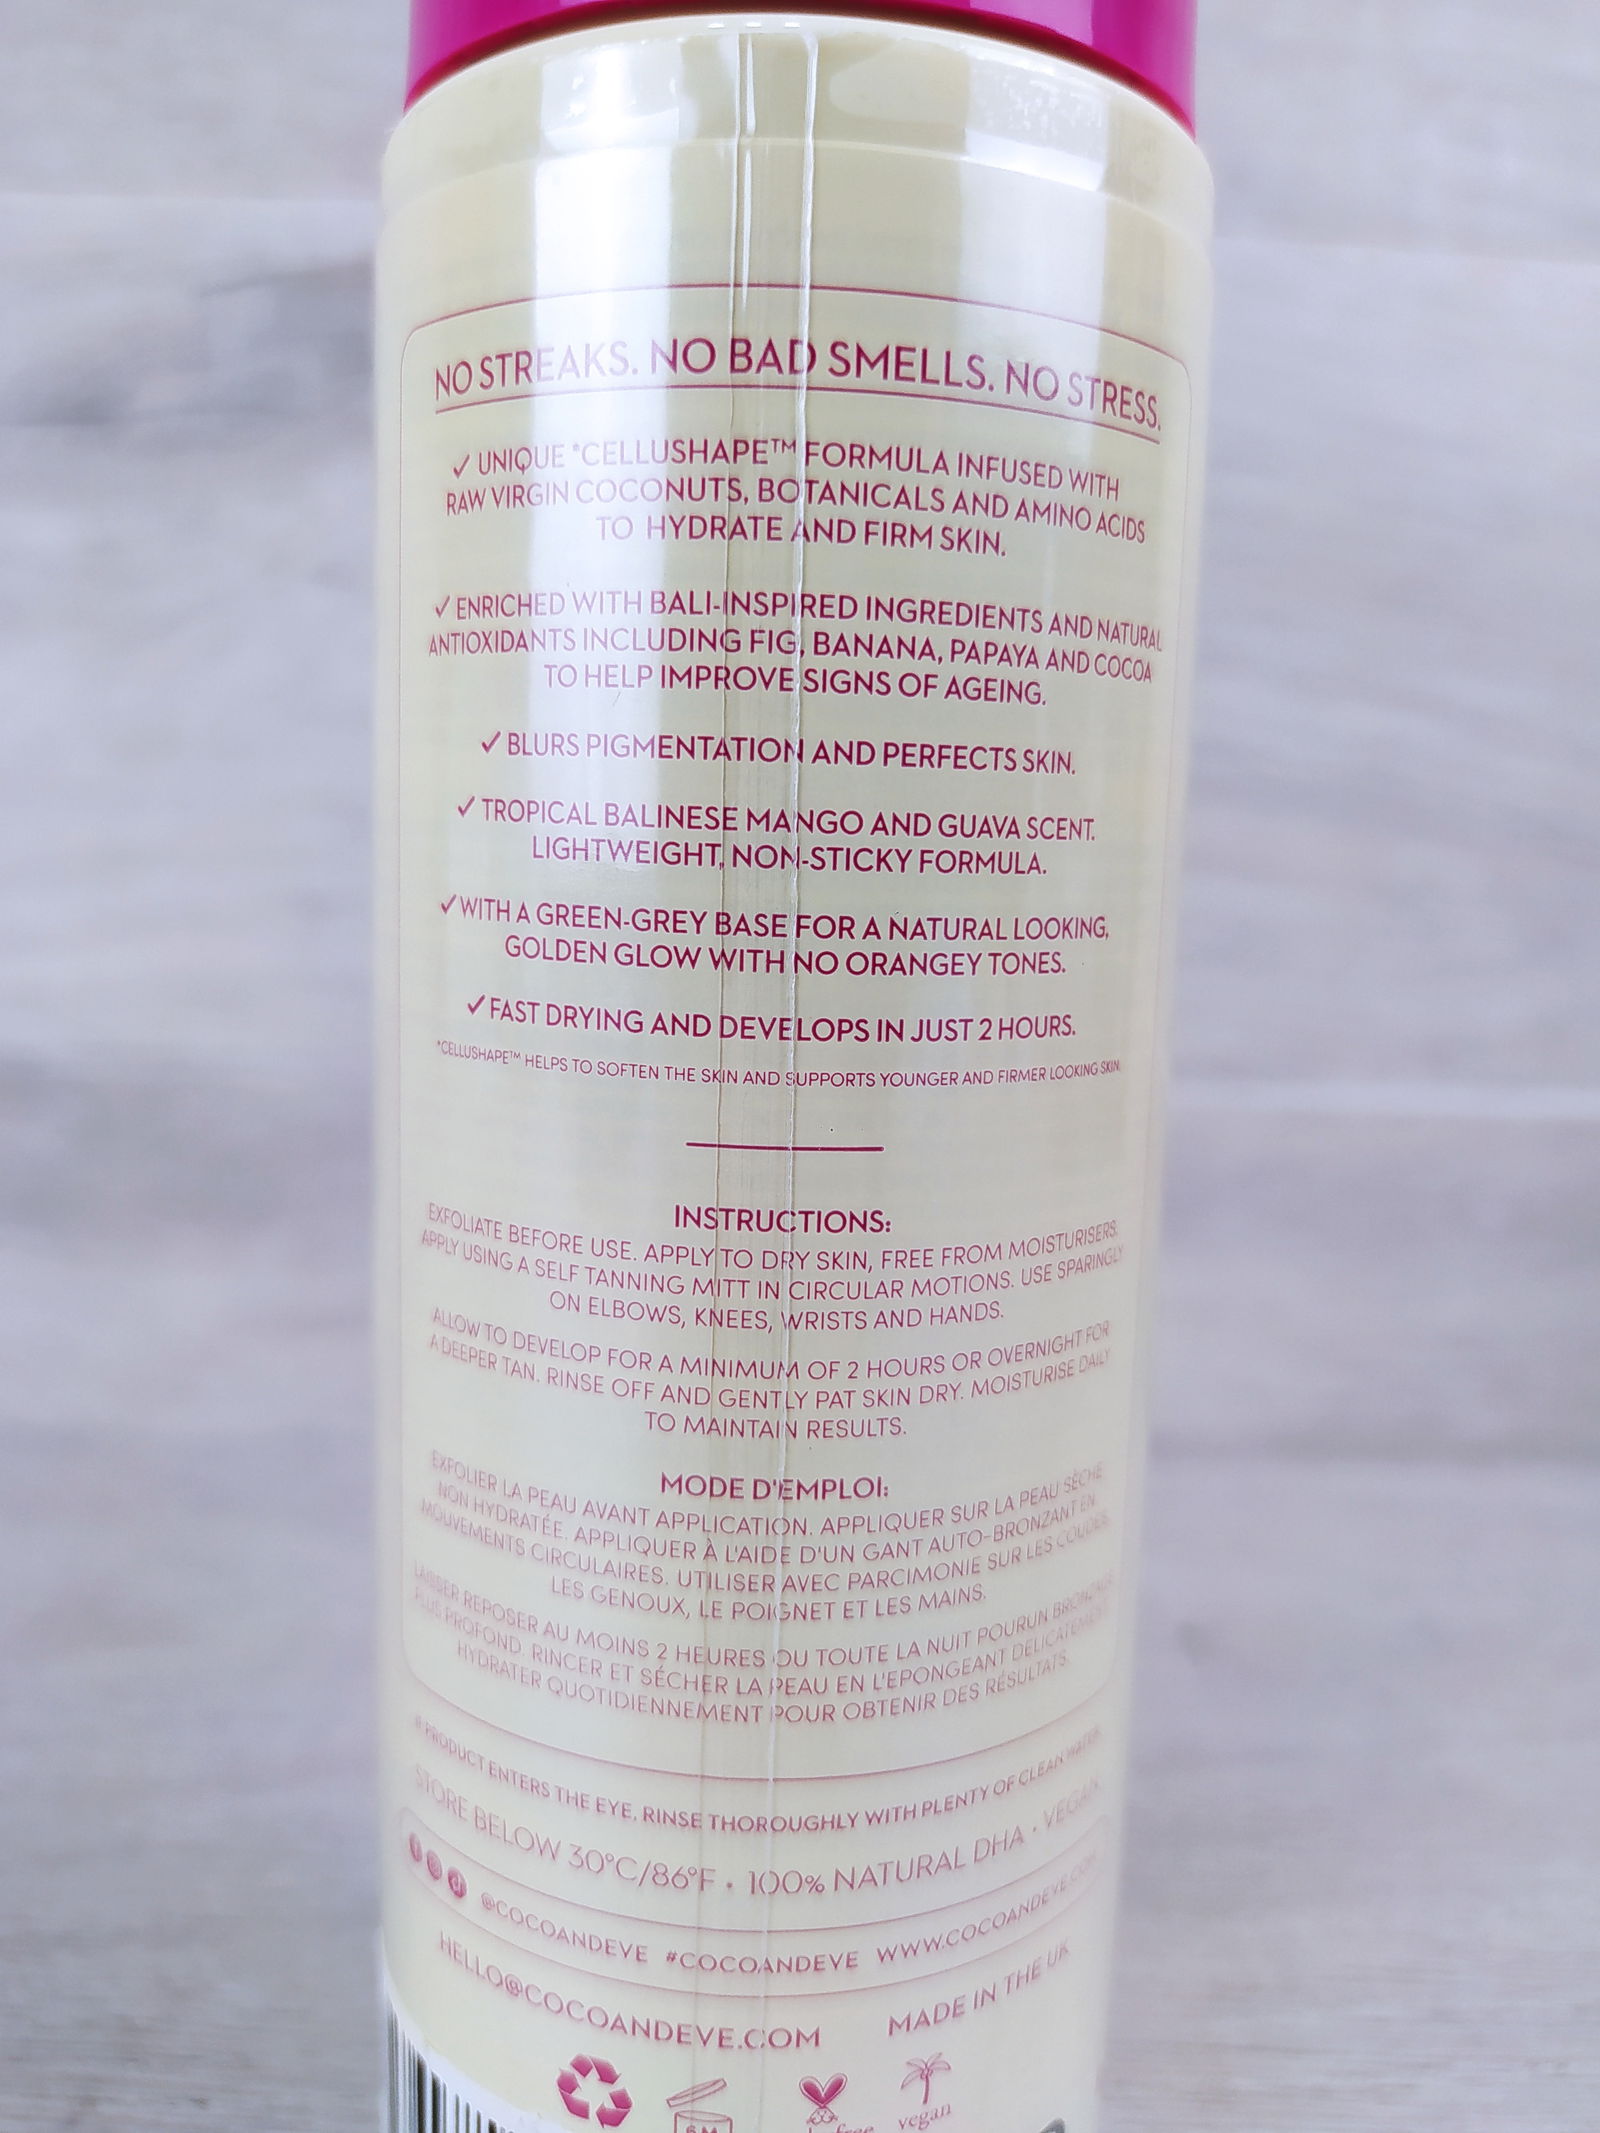 NO STREAKS. NO BAD SMELLS. NO STRESS.
✓ UNIQUE *CELLUSHAPE™ FORMULA INFUSED WITH
RAW VIRGIN COCONUTS, BOTANICALS AND AMINO ACIDS
TO HYDRATE AND FIRM SKIN.
✓ ENRICHED WITH BALI-INSPIRED INGREDIENTS AND NATURAL
ANTIOXIDANTS INCLUDING FIG, BANANA, PAPAYA AND COCOA
TO HELP IMPROVE SIGNS OF AGEING.
✓ BLURS PIGMENTATION AND PERFECTS SKIN.
✓ TROPICAL BALINESE MANGO AND GUAVA SCENT.
LIGHTWEIGHT, NON-STICKY FORMULA.
✓ WITH A GREEN-GREY BASE FOR A NATURAL LOOKING,
GOLDEN GLOW WITH NO ORANGEY TONES.
✓ FAST DRYING AND DEVELOPS IN JUST 2 HOURS.
*CELLUSHAPE™ HELPS TO SOFTEN THE SKIN AND SUPPORTS YOUNGER AND FIRMER LOOKING SKIN.
INSTRUCTIONS:
EXFOLIATE BEFORE USE. APPLY TO DRY SKIN, FREE FROM MOISTURISERS.
APPLY USING A SELF TANNING MITT IN CIRCULAR MOTIONS. USE SPARINGLY
ON ELBOWS, KNEES, WRISTS AND HANDS.
ALLOW TO DEVELOP FOR A MINIMUM OF 2 HOURS OR OVERNIGHT FOR
A DEEPER TAN. RINSE OFF AND GENTLY PAT SKIN DRY. MOISTURISE DAILY
TO MAINTAIN RESULTS.
MODE D'EMPLOI:
EXFOLIER LA PEAU AVANT APPLICATION. APPLIQUER SUR LA PEAU SÈCHE
NON HYDRATÉE. APPLIQUER À L'AIDE D'UN GANT AUTO-BRONZANT EN
MOUVEMENTS CIRCULAIRES. UTILISER AVEC PARCIMONIE SUR LES COUDES
LES GENOUX, LE POIGNET ET LES MAINS.
LAISSER REPOSER AU MOINS 2 HEURES OU TOUTE LA NUIT POURUN BRONZAGE
PLUS PROFOND. RINCER ET SÉCHER LA PEAU EN L'EPONGEANT DELICATEMENT
HYDRATER QUOTIDIENNEMENT POUR OBTENIR DES RÉSULTATS.
PRODUCT ENTERS THE EYE, RINSE THOROUGHLY WITH PLENTY OF CLEAN WATER
STORE BELOW 30°C/86°F • 100% NATURAL DHA • VEGAN
@COCOANDEVE #COCOANDEVE WWW.COCOANDEVE.COM
HELLO@COCOANDEVE.COM MADE IN THE UK
6M
free
vegan